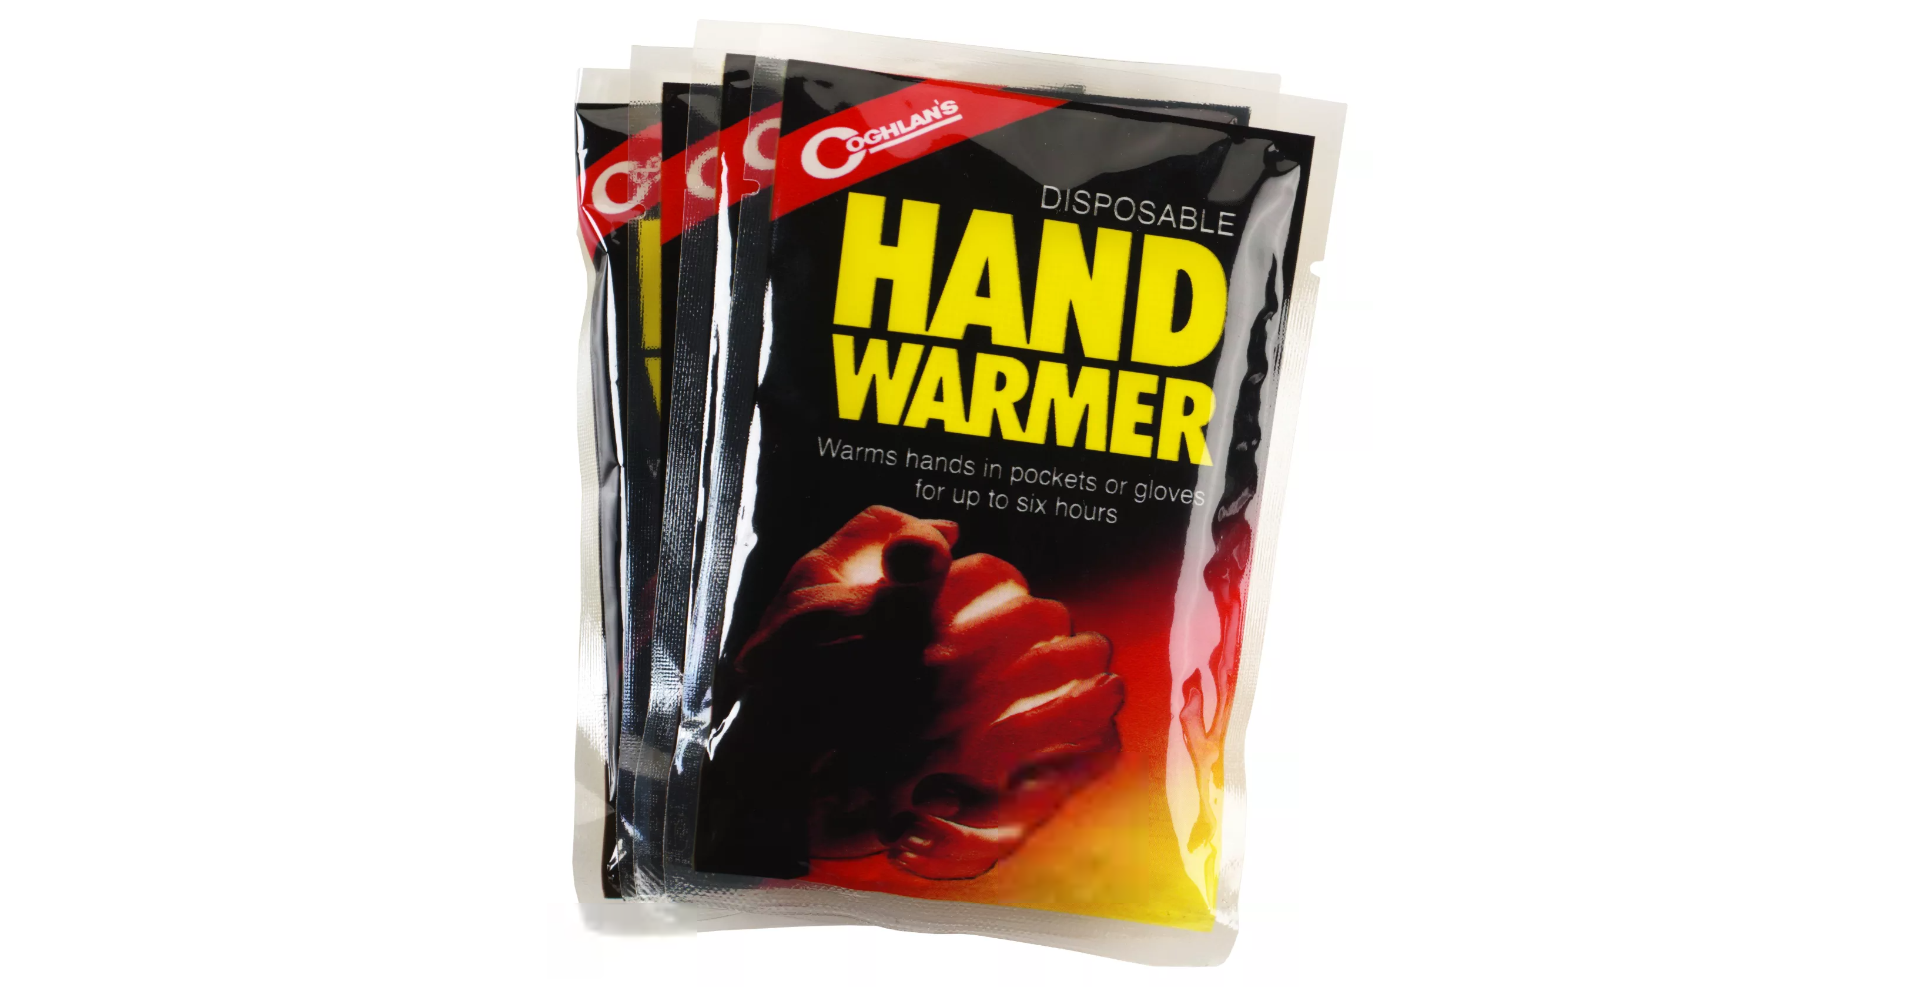 COGHLAN'S
DISPOSABLE
HAND
WARMER
Warms hands in pockets or gloves
for up to six hours